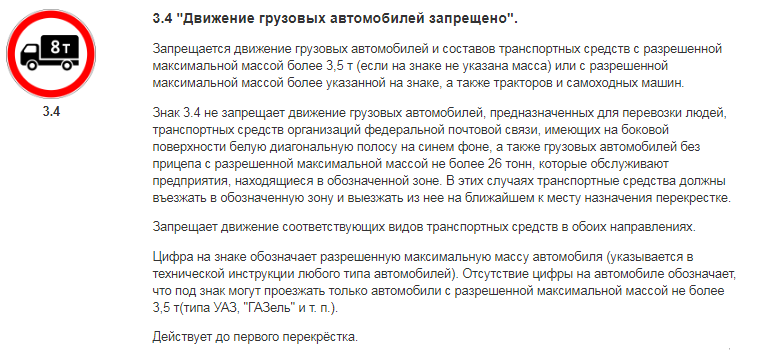 3.4 "Движение грузовых автомобилей запрещено".
8т
3.4
Запрещается движение грузовых автомобилей и составов транспортных средств с разрешенной
максимальной массой более 3,5 т (если на знаке не указана масса) или с разрешенной
максимальной массой более указанной на знаке, а также тракторов и самоходных машин.
Знак 3.4 не запрещает движение грузовых автомобилей, предназначенных для перевозки людей,
транспортных средств организаций федеральной почтовой связи, имеющих на боковой
поверхности белую диагональную полосу на синем фоне, а также грузовых автомобилей без
прицепа с разрешенной максимальной массой не более 26 тонн, которые обслуживают
предприятия, находящиеся в обозначенной зоне. В этих случаях транспортные средства должны
въезжать в обозначенную зону и выезжать из нее на ближайшем к месту назначения перекрестке.
Запрещает движение соответствующих видов транспортных средств в обоих направлениях.
Цифра на знаке обозначает разрешенную максимальную массу автомобиля (указывается в
технической инструкции любого типа автомобилей). Отсутствие цифры на автомобиле обозначает,
что под знак могут проезжать только автомобили с разрешенной максимальной массой не более
3,5 т(типа УАЗ, "ГАЗель" и т. п.).
Действует до первого перекрёстка.